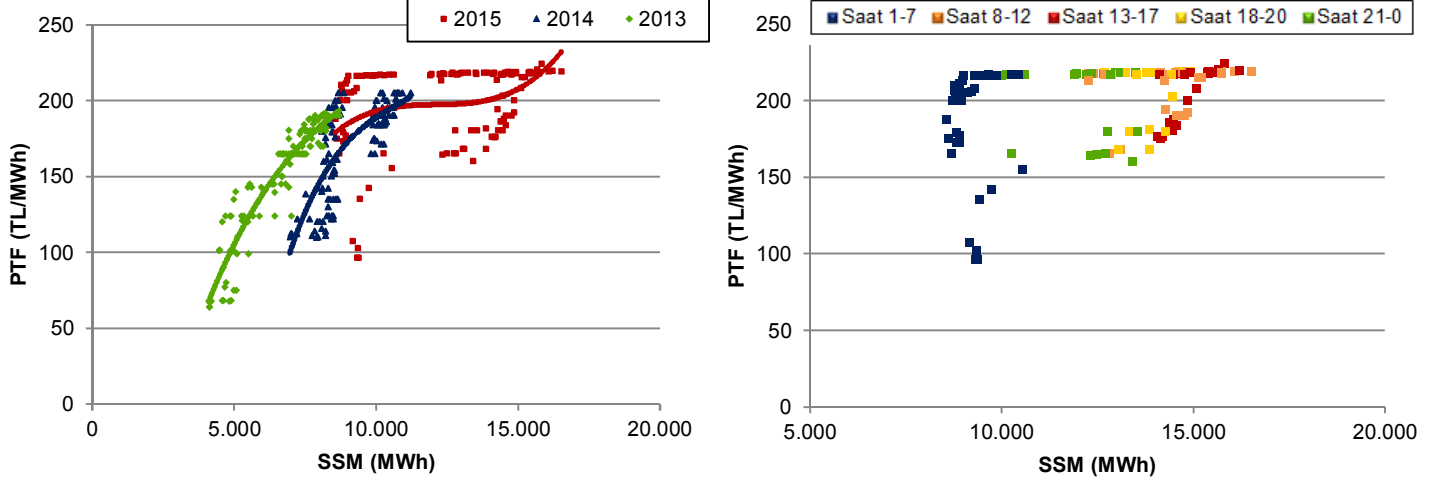 2015 2014 2013
250
200
150
100
50
0
PTF (TL/MWh)
0 5.000 10.000 15.000 20.000
SSM (MWh)
Saat 1-7 Saat 8-12 Saat 13-17 Saat 18-20 Saat 21-0
250
200
150
100
50
0
PTF (TL/MWh)
5.000 10.000 15.000 20.000
SSM (MWh)